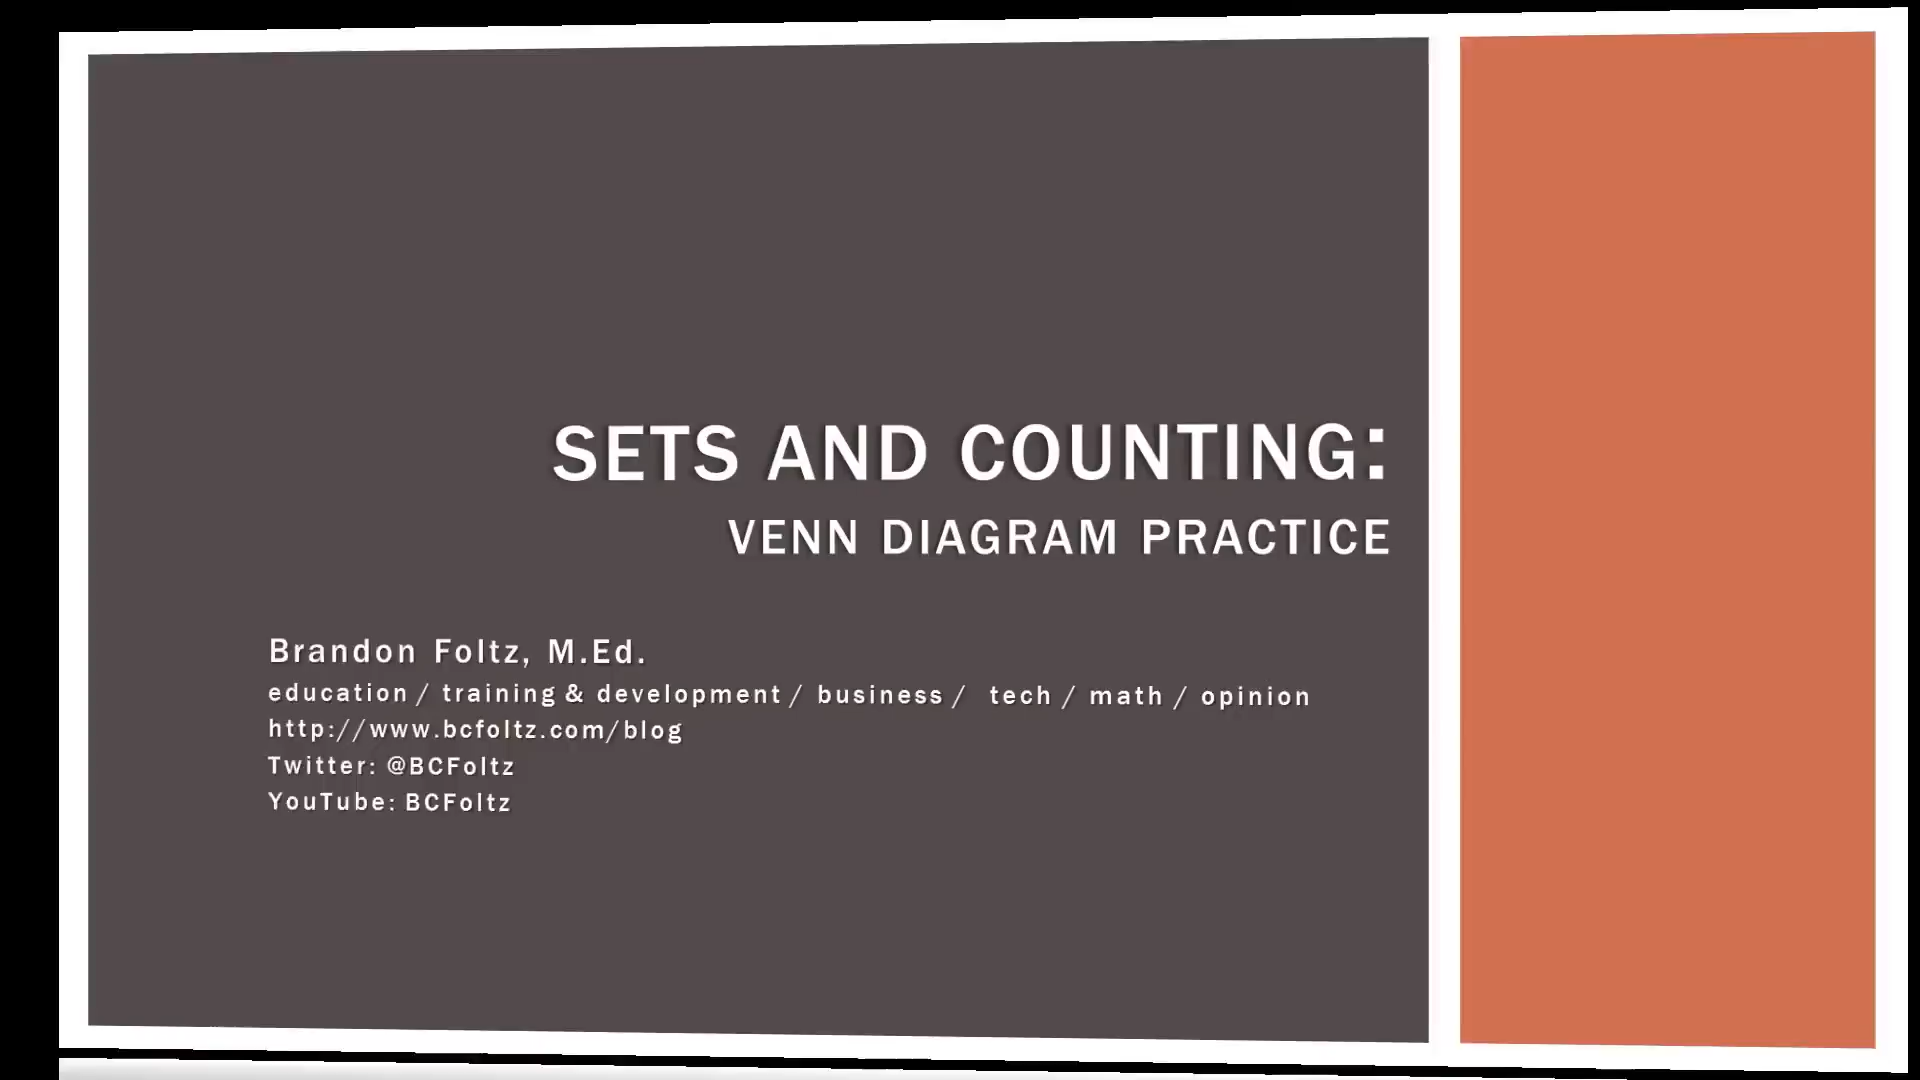 SETS AND COUNTING:
VENN DIAGRAM PRACTICE
Brandon Foltz, M.Ed.
education / training & development / business / tech / math / opinion
http://www.bcfoltz.com/blog
Twitter: @BCFoltz
YouTube: BCFoltz